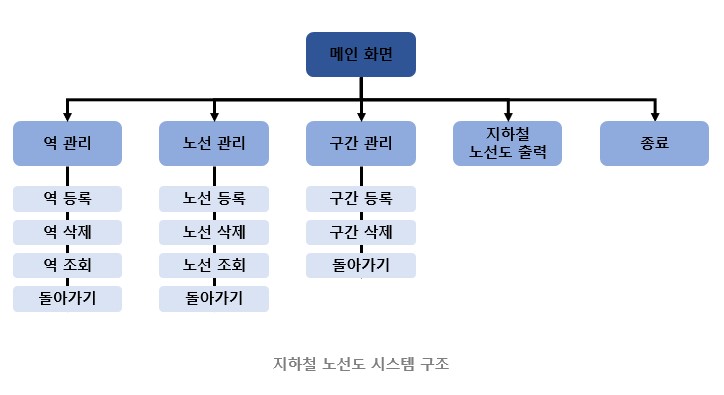 메인 화면
역 관리
노선 관리
구간 관리
지하철
노선도 출력
종료
역 등록
역 삭제
역 조회
돌아가기
노선 등록
노선 삭제
노선 조회
돌아가기
구간 등록
구간 삭제
돌아가기
지하철 노선도 시스템 구조